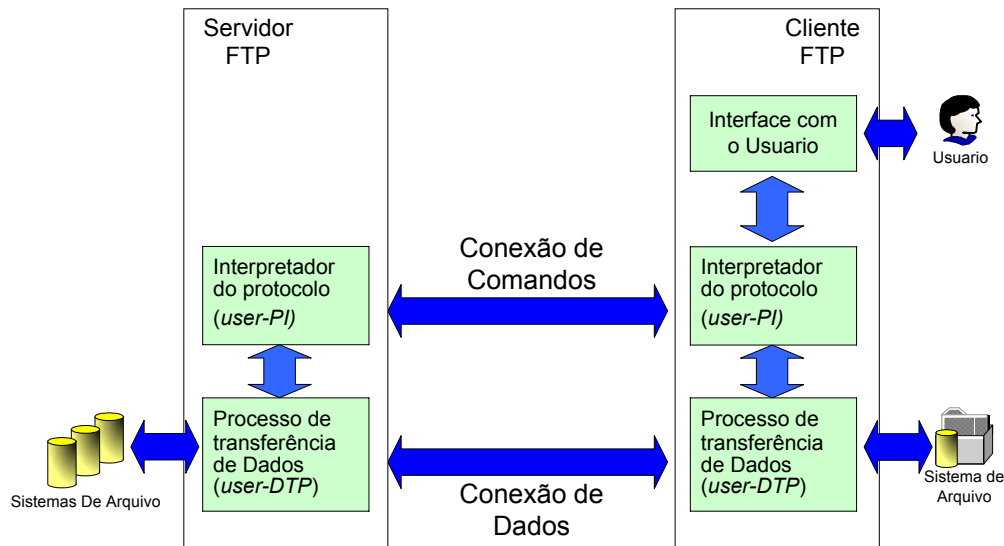 Servidor
FTP
Cliente
FTP
Interface com
o Usuario
Usuario
Conexão de
Comandos
Interpretador
do protocolo
(user-PI)
Interpretador
do protocolo
(user-PI)
Processo de
transferência
de Dados
(user-DTP)
Processo de
transferência
de Dados
(user-DTP)
Sistemas De Arquivo
Sistema de
Arquivo
Conexão de
Dados